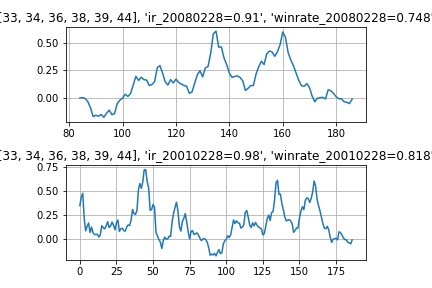 [33, 34, 36, 38, 39, 44], 'ir_20080228=0.91', 'winrate_20080228=0.748'
0.50
0.25
0.00
80 100 120 140 160 180
[33, 34, 36, 38, 39, 44], 'ir_20010228=0.98', 'winrate_20010228=0.818'
0.75
0.50
0.25
0.00
0 25 50 75 100 125 150 175